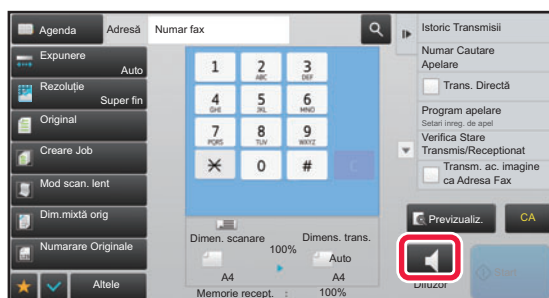 Agenda
Adresă
Numar fax
Expunere
Auto
Rezoluție
Super fin
Original
Creare Job
Mod scan. lent
Dim.mixtă orig
Numarare Originale
Altele
1
2
ABC
3
DEF
4
GHI
5
JKL
6
MNO
7
PQRS
8
TUV
9
WXYZ
0
#
C
Dimen. scanare
100%
Dimens. trans.
Auto
A4
A4
Memorie recept. : 100%
Istoric Transmisii
Numar Cautare
Apelare
Trans. Directă
Program apelare
Setari inreg. de apel
Verifica Stare
Transmis/Receptionat
Transm. ac. imagine
ca Adresa Fax
Previzualiz.
CA
Difuzor
Start